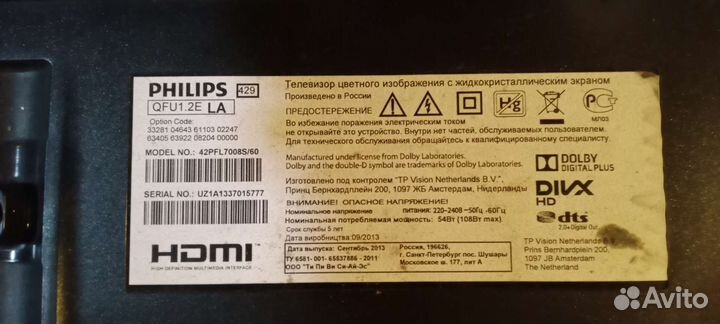 PHILIPS 429
QFU1.2E LA
Option Code:
33281 04643 61103 02247
63405 63922 08204 00000
MODEL NO.: 42PFL7008S/60
SERIAL NO.: UZ1A1337015777
HDMI
HIGH DEFINITION MULTIMEDIA INTERFACE
Телевизор цветного изображения с жидкокристаллическим экраном
Произведено в России
ПРЕДОСТЕРЕЖЕНИЕ
Hg
МЛ03
Во избежание поражения электрическим током
не открывайте это устройство. Внутри нет частей, обслуживаемых пользователем.
Для технического обслуживания обращайтесь к квалифицированному специалисту.
Manufactured under license from Dolby Laboratories.
Dolby and the double-D symbol are trademarks of Dolby Laboratories.
Изготовлено под контролем "TP Vision Netherlands B.V.",
Принц Бернхардплейн 200, 1097 ЖБ Амстердам, Нидерланды
ВНИМАНИЕ! ОПАСНОЕ НАПРЯЖЕНИЕ!
Номинальное напряжение питания: 220-240В ~50Гц -60Гц
Номинальная потребляемая мощность: 54Вт (108Вт max)
Срок службы 5 лет
Дата виробництва: 09/2013
Дата выпуска: Сентябрь 2013
ТУ 6581- 001- 65537886 - 2011
ООО "Ти Пи Ви Си-Ай-Эс"
Россия, 196626,
г. Санкт-Петербург пос. Шушары
Московское ш. 177, лит А
DOLBY
DIGITAL PLUS
DIVX
HD
dts
2.0+Digital Out
TP Vision Netherlands B.V.
Prins Bernhardplein 200,
1097 JB Amsterdam
The Netherland
Avito